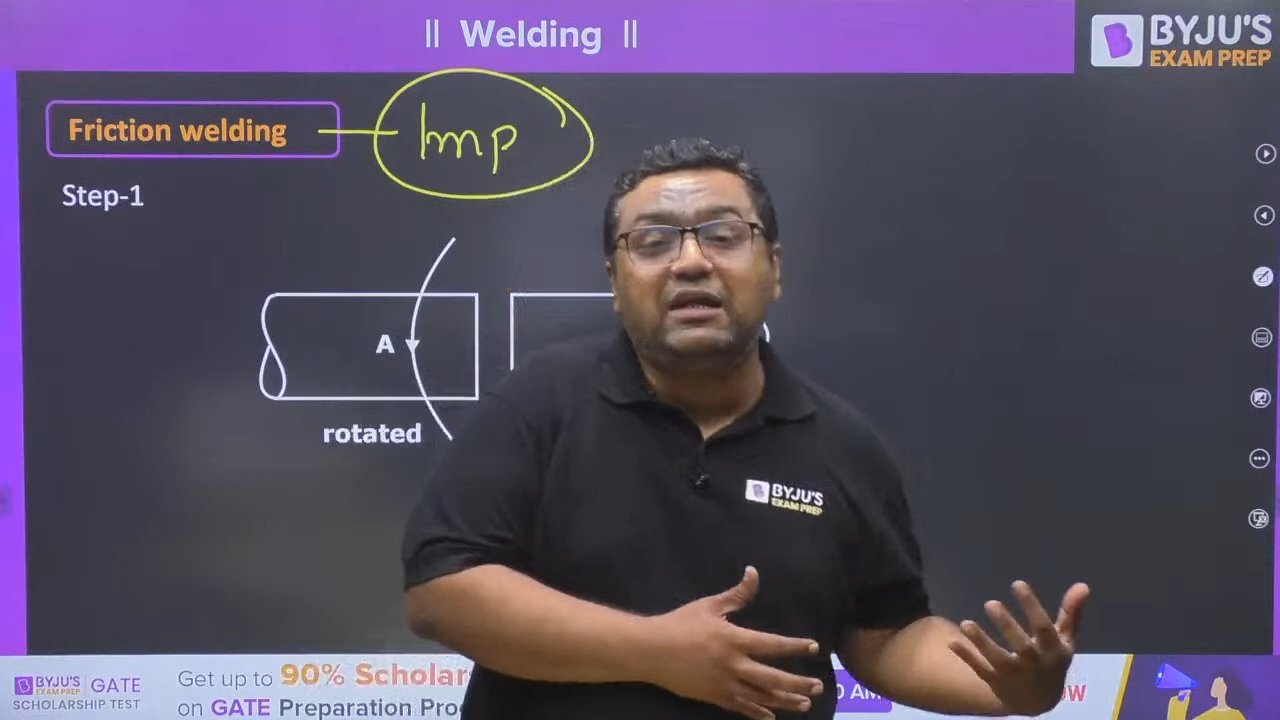 || Welding ||
BYJU'S
EXAM PREP
Friction welding
Imp
Step-1
A
rotated
BYJU'S
EXAM PREP
BYJU'S
EXAM PREP
GATE
SCHOLARSHIP TEST
Get up to 90% Scholar
on GATE Preparation Pro